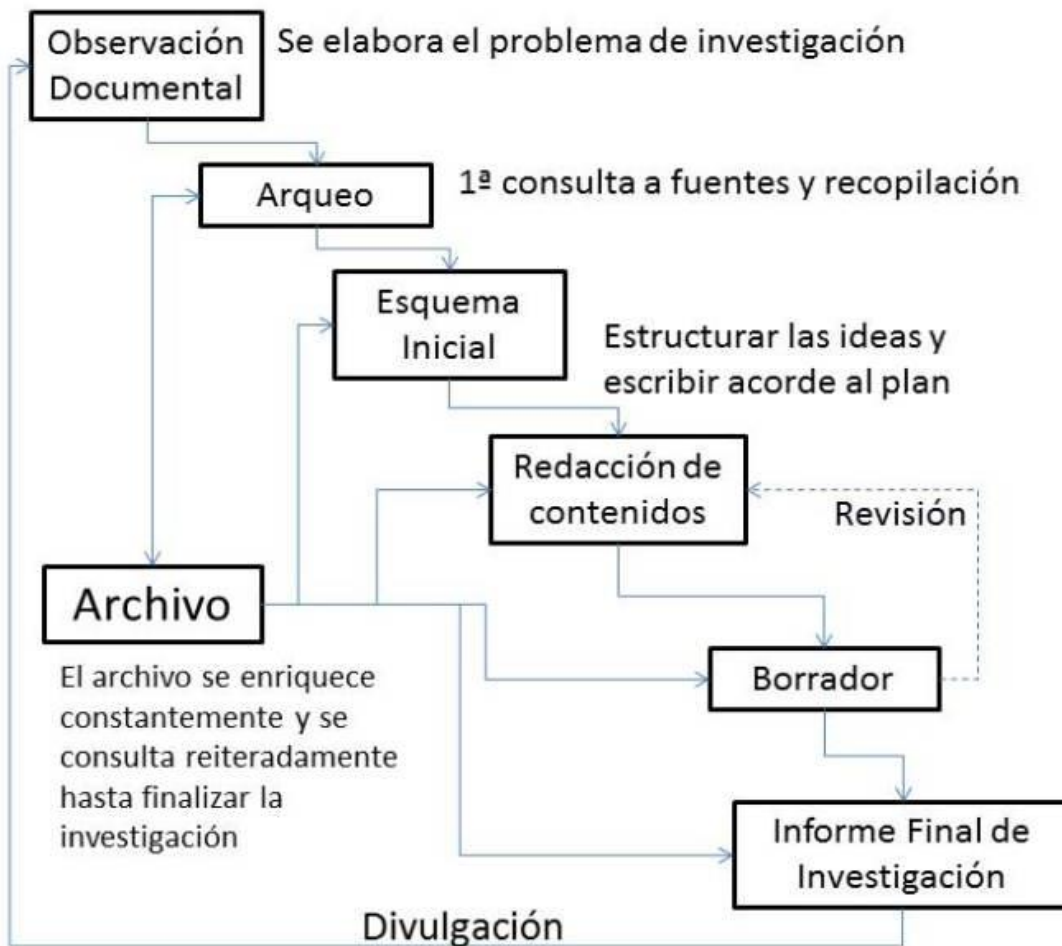 Observación
Documental
Se elabora el problema de investigación
Arqueo
1ª consulta a fuentes y recopilación
Esquema
Inicial
Estructurar las ideas y
escribir acorde al plan
Redacción de
contenidos
Revisión
Archivo
El archivo se enriquece
constantemente y se
consulta reiteradamente
hasta finalizar la
investigación
Borrador
Informe Final de
Investigación
Divulgación